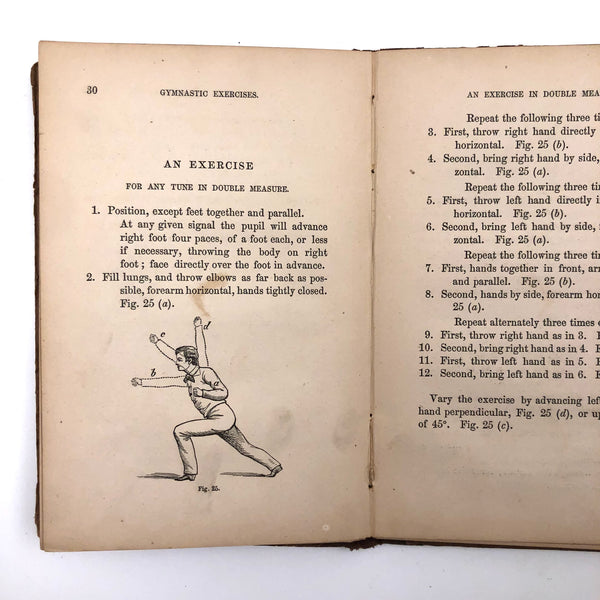 30
GYMNASTIC EXERCISES.
AN EXERCISE
FOR ANY TUNE IN DOUBLE MEASURE.
1. Position, except feet together and parallel.
At any given signal the pupil will advance
right foot four paces, of a foot each, or less
if necessary, throwing the body on right
foot; face directly over the foot in advance.
2. Fill lungs, and throw elbows as far back as pos-
sible, forearm horizontal, hands tightly closed.
Fig. 25 (a).
c
d
b
a
Fig. 25.
AN EXERCISE IN DOUBLE MEA
Repeat the following three ti
3. First, throw right hand directly
horizontal. Fig. 25 (b).
4. Second, bring right hand by side,
zontal. Fig. 25 (a).
Repeat the following three tim
5. First, throw left hand directly i
horizontal. Fig. 25 (b).
6. Second, bring left hand by side,
zontal. Fig. 25 (a).
Repeat the following three tim
7. First, hands together in front, ar
and parallel. Fig. 25 (b).
8. Second, hands by side, forearm hor
25 (a).
Repeat alternately three times
9. First, throw right hand as in 3.
10. Second, bring right hand as in 4. F
11. First, throw left hand as in 5. F
12. Second, bring left hand as in 6. F
Vary the exercise by advancing left
hand perpendicular, Fig. 25 (d), or up
of 45°. Fig. 25 (c).